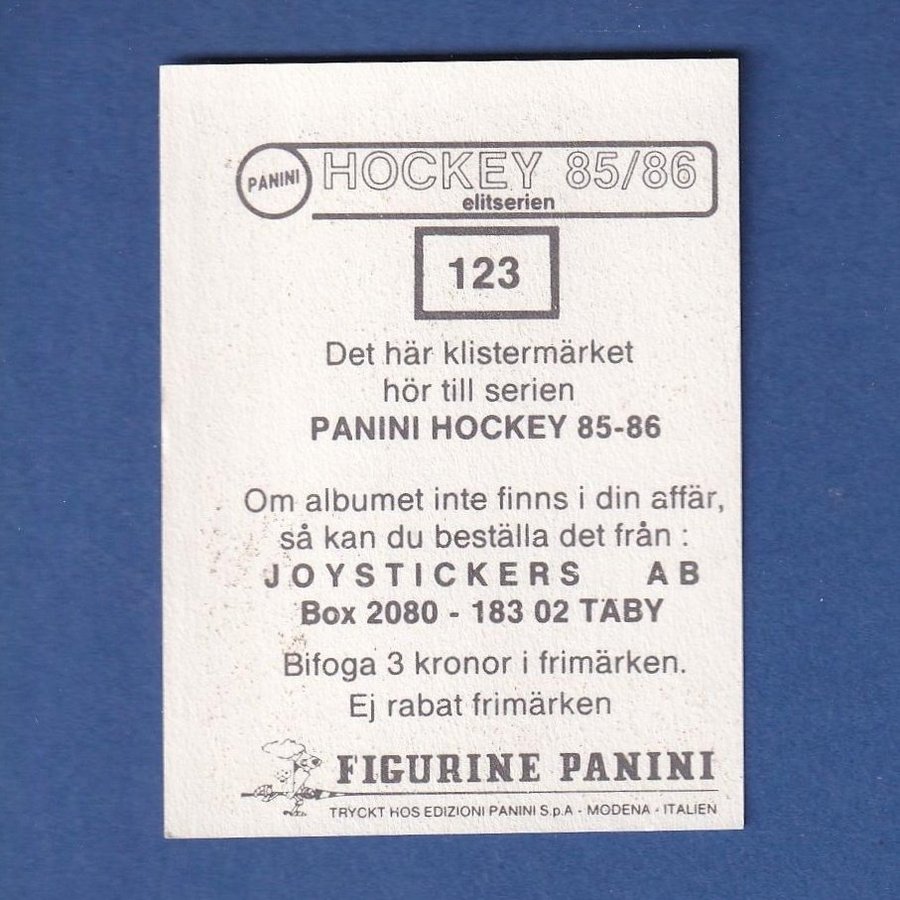 PANINI HOCKEY 85/86
elitserien
123
Det här klistermärket
hör till serien
PANINI HOCKEY 85-86
Om albumet inte finns i din affär,
så kan du beställa det från :
JOYSTICKERS AB
Box 2080 - 183 02 TÄBY
Bifoga 3 kronor i frimärken.
Ej rabat frimärken
FIGURINE PANINI
TRYCKT HOS EDIZIONI PANINI S.p.A - MODENA - ITALIEN